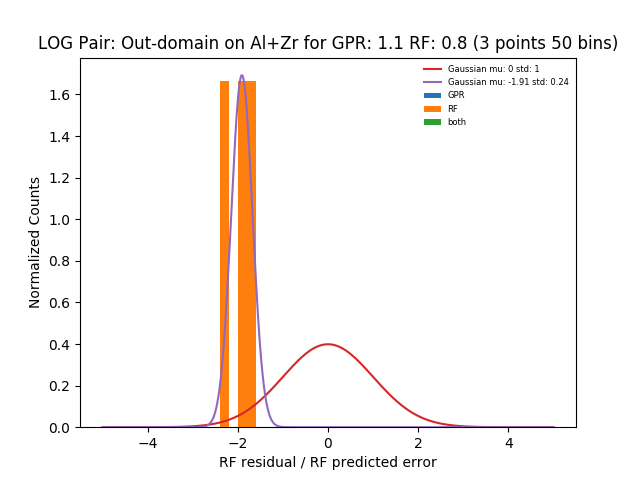 LOG Pair: Out-domain on Al+Zr for GPR: 1.1 RF: 0.8 (3 points 50 bins)
Gaussian mu: 0 std: 1
Gaussian mu: -1.91 std: 0.24
GPR
RF
both
Normalized Counts
1.6
1.4
1.2
1.0
0.8
0.6
0.4
0.2
0.0
−4
−2
0
2
4
RF residual / RF predicted error